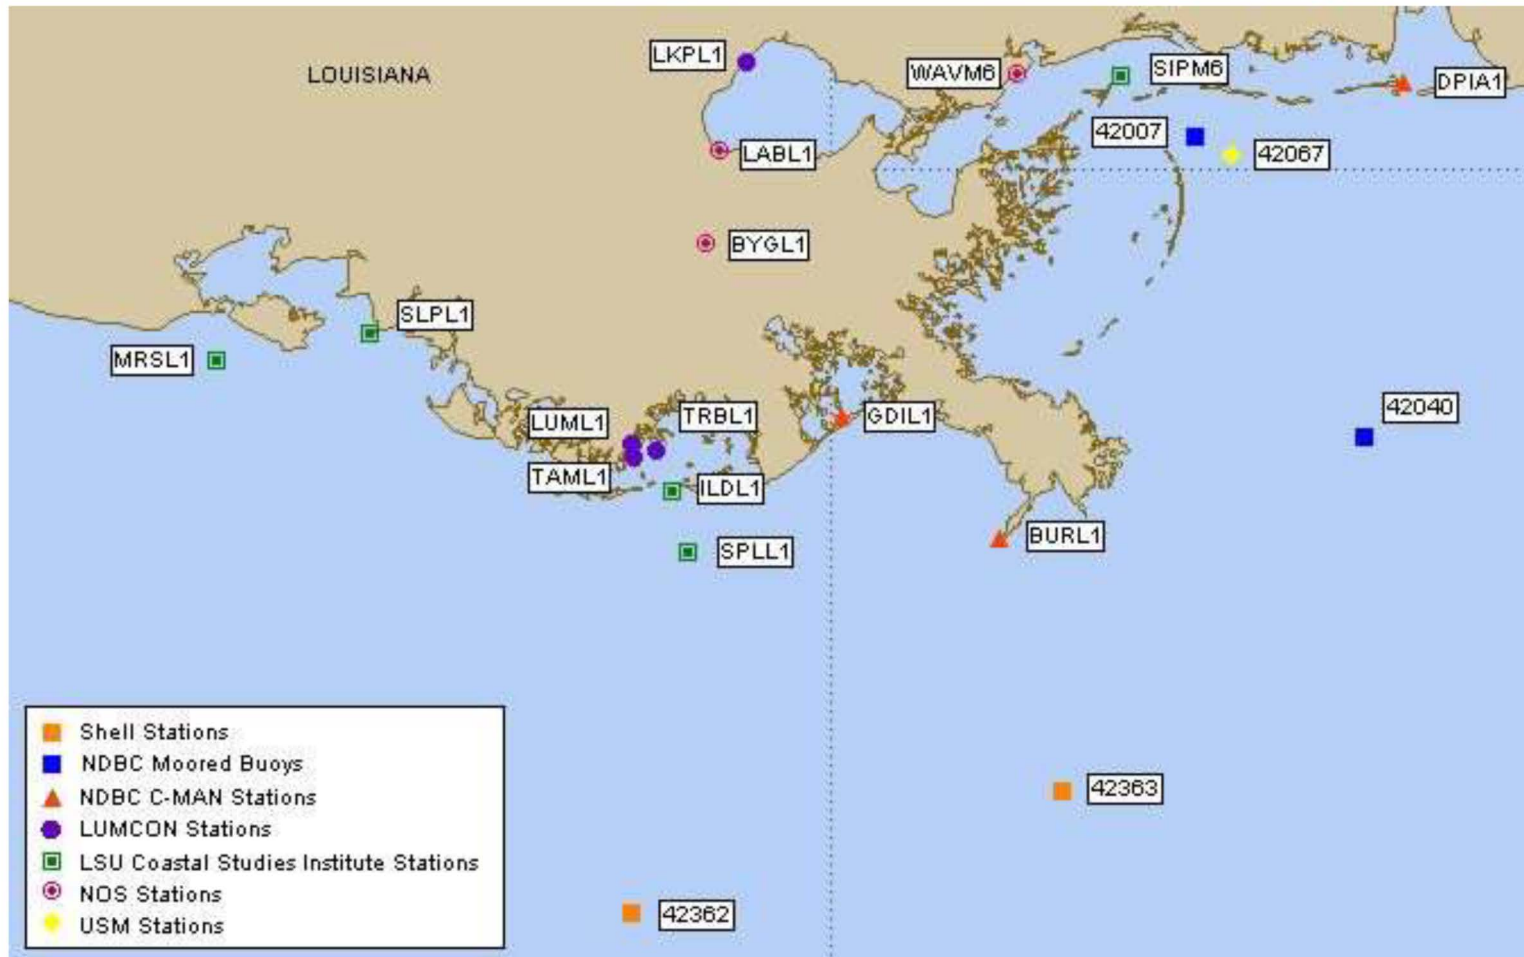 LOUISIANA
LKPL1
WAVM6
SIPM6
DPIA1
42007
LABL1
42067
BYGL1
SLPL1
MRSL1
42040
LUML1
TRBL1
GDIL1
TAML1
ILDL1
BURL1
SPLL1
42363
42362
Shell Stations
NDBC Moored Buoys
NDBC C-MAN Stations
LUMCON Stations
LSU Coastal Studies Institute Stations
NOS Stations
USM Stations